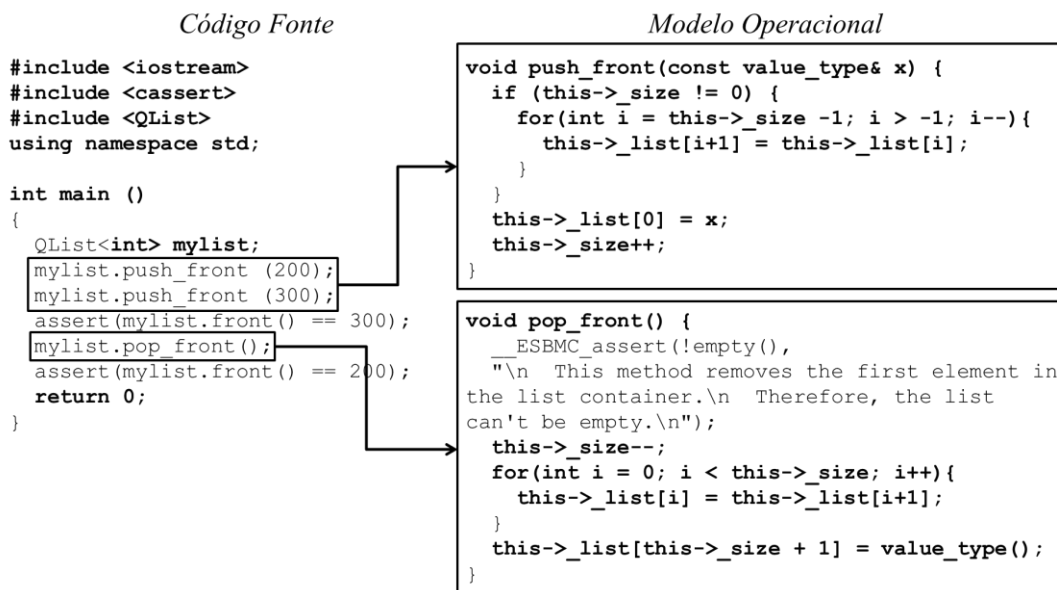 Código Fonte
#include <iostream>
#include <cassert>
#include <QList>
using namespace std;
int main ()
{
QList<int> mylist;
mylist.push_front (200);
mylist.push_front (300);
assert(mylist.front() == 300);
mylist.pop_front();
assert(mylist.front() == 200);
return 0;
}
Modelo Operacional
void push_front(const value_type& x) {
if (this->_size != 0) {
for(int i = this->_size -1; i > -1; i--){
this->_list[i+1] = this->_list[i];
}
}
this->_list[0] = x;
this->_size++;
}
void pop_front() {
__ESBMC_assert(!empty(),
"\n  This method removes the first element in
the list container.\n  Therefore, the list
can't be empty.\n");
this->_size--;
for(int i = 0; i < this->_size; i++){
this->_list[i] = this->_list[i+1];
}
this->_list[this->_size + 1] = value_type();
}